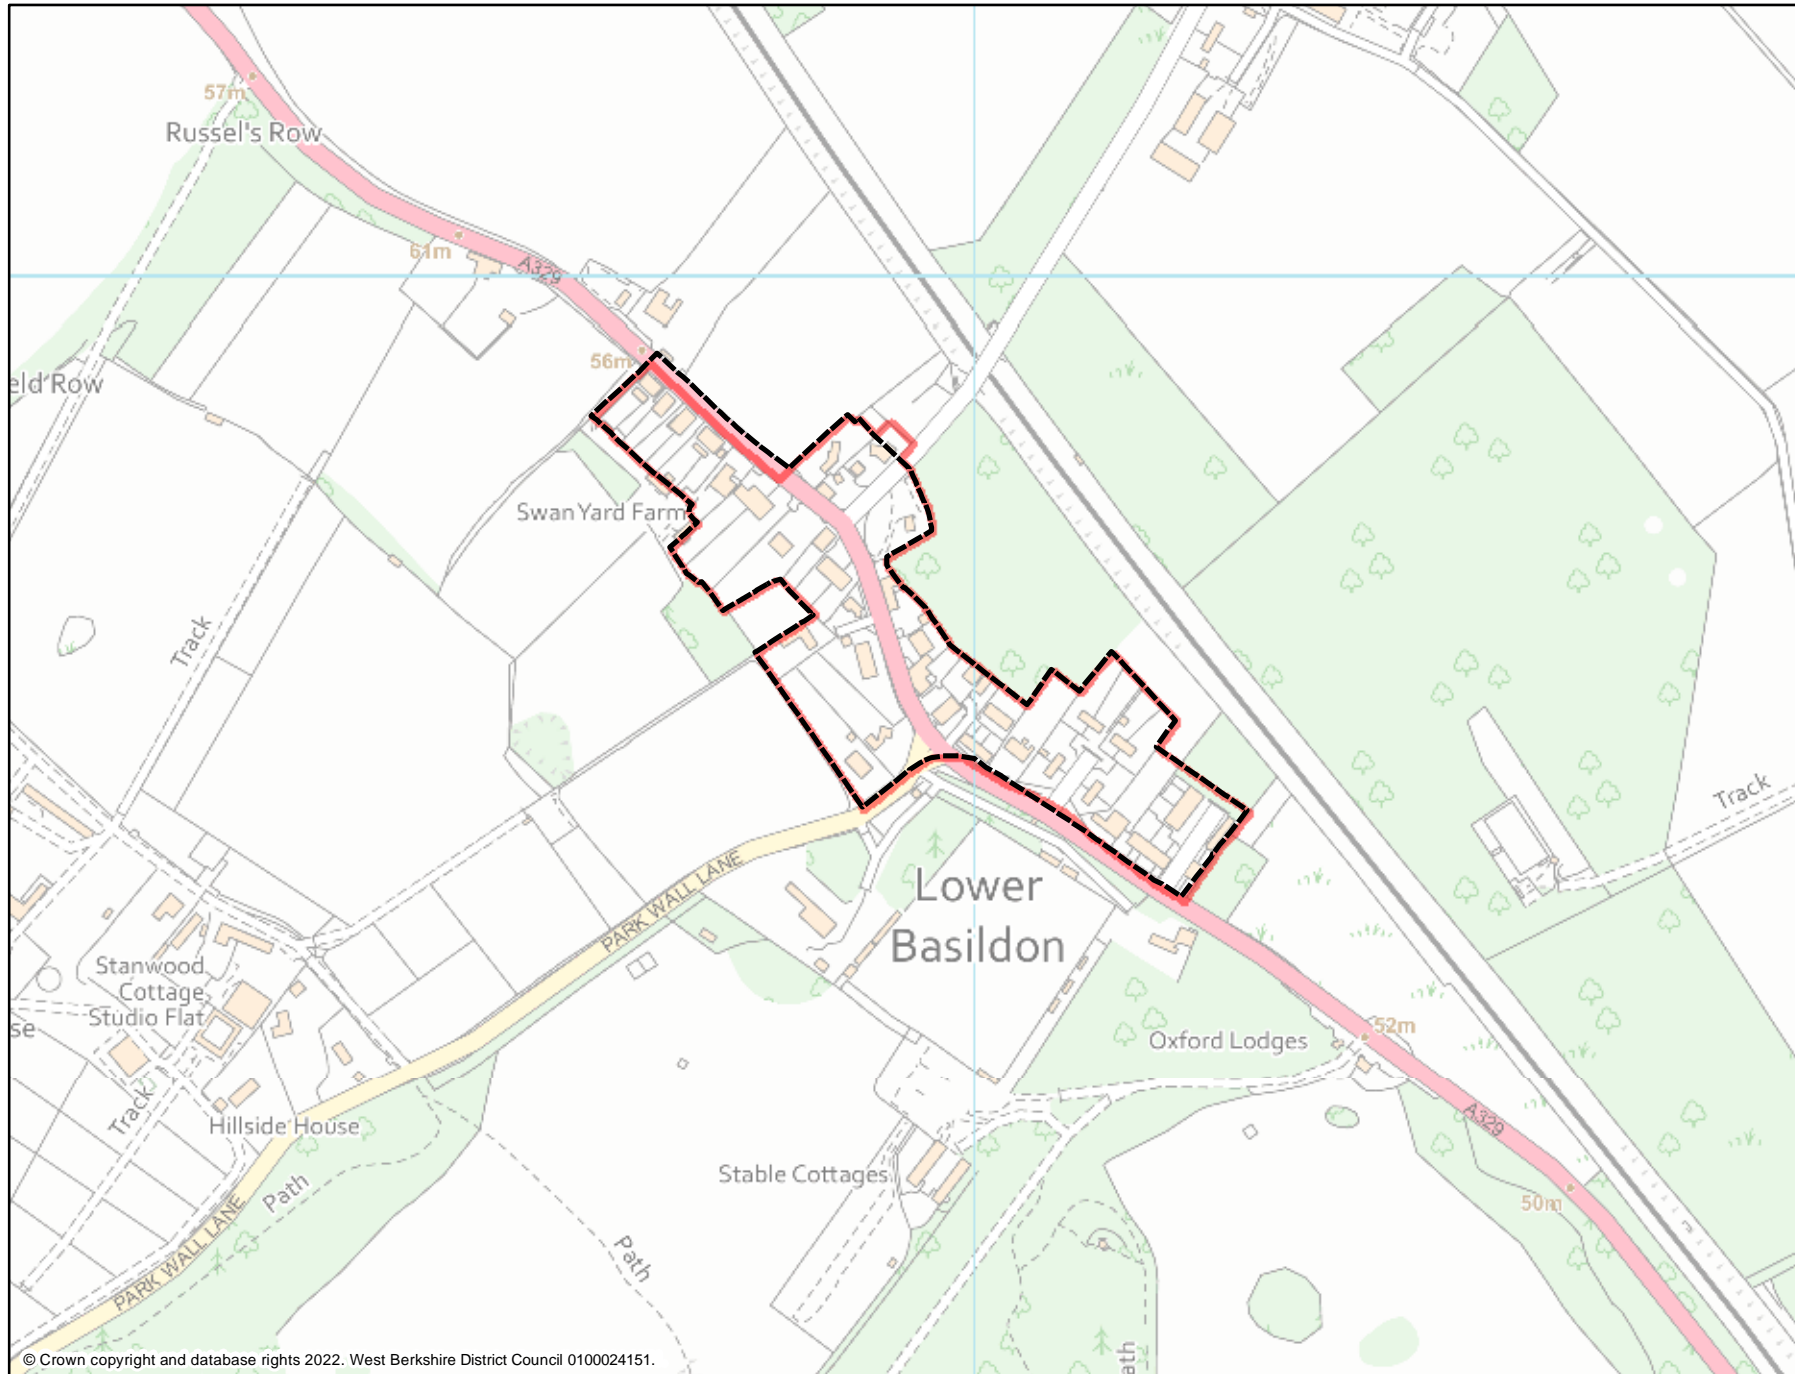 57m
Russel's Row
61m
A329
56m
eld Row
Swan Yard Farm
Track
Track
PARK WALL LANE
Lower
Basildon
Stanwood
Cottage
Studio Flat
se
52m
Oxford Lodges
Track
Hillside House
A329
Stable Cottages
50m
Path
Path
PARK WALL LANE
ath
© Crown copyright and database rights 2022. West Berkshire District Council 0100024151.